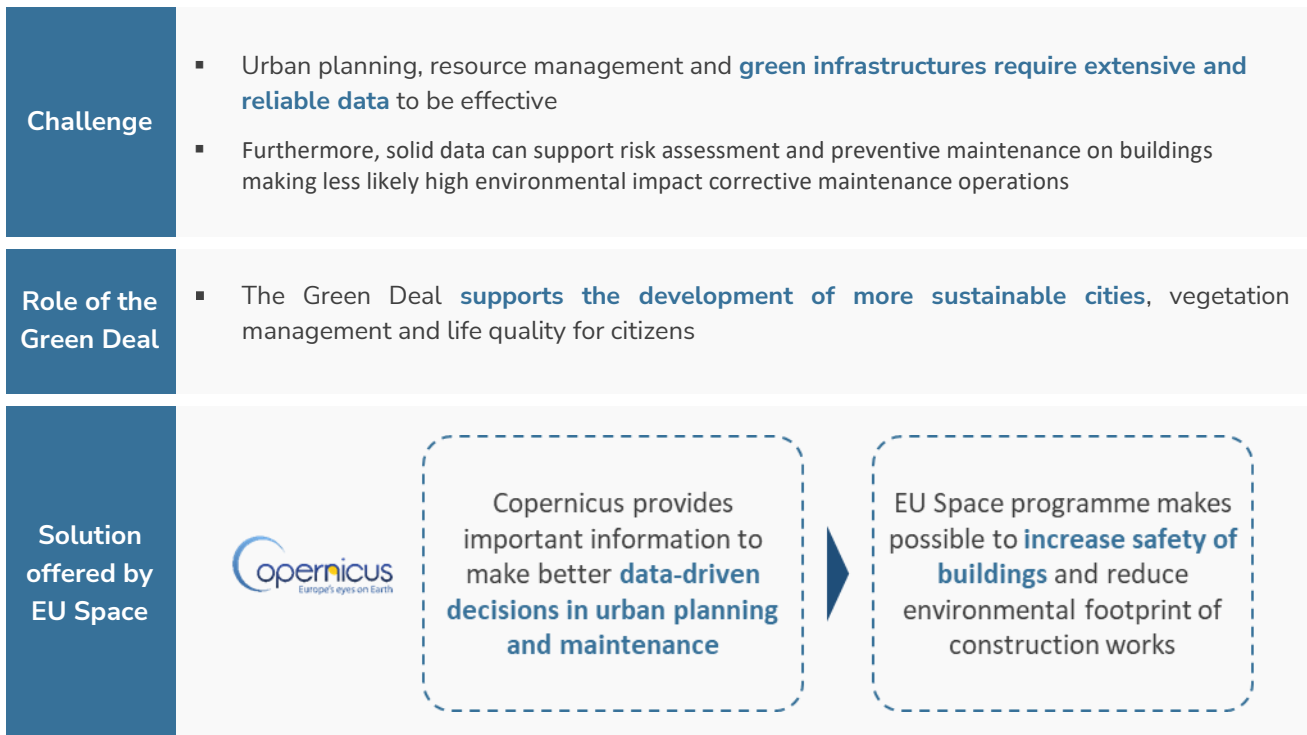 Challenge
▪ Urban planning, resource management and green infrastructures require extensive and
reliable data to be effective
▪ Furthermore, solid data can support risk assessment and preventive maintenance on buildings
making less likely high environmental impact corrective maintenance operations
Role of the
Green Deal
▪ The Green Deal supports the development of more sustainable cities, vegetation
management and life quality for citizens
Solution
offered by
EU Space
opernicus
Europe's eyes on Earth
Copernicus provides
important information to
make better data-driven
decisions in urban planning
and maintenance
EU Space programme makes
possible to increase safety of
buildings and reduce
environmental footprint of
construction works